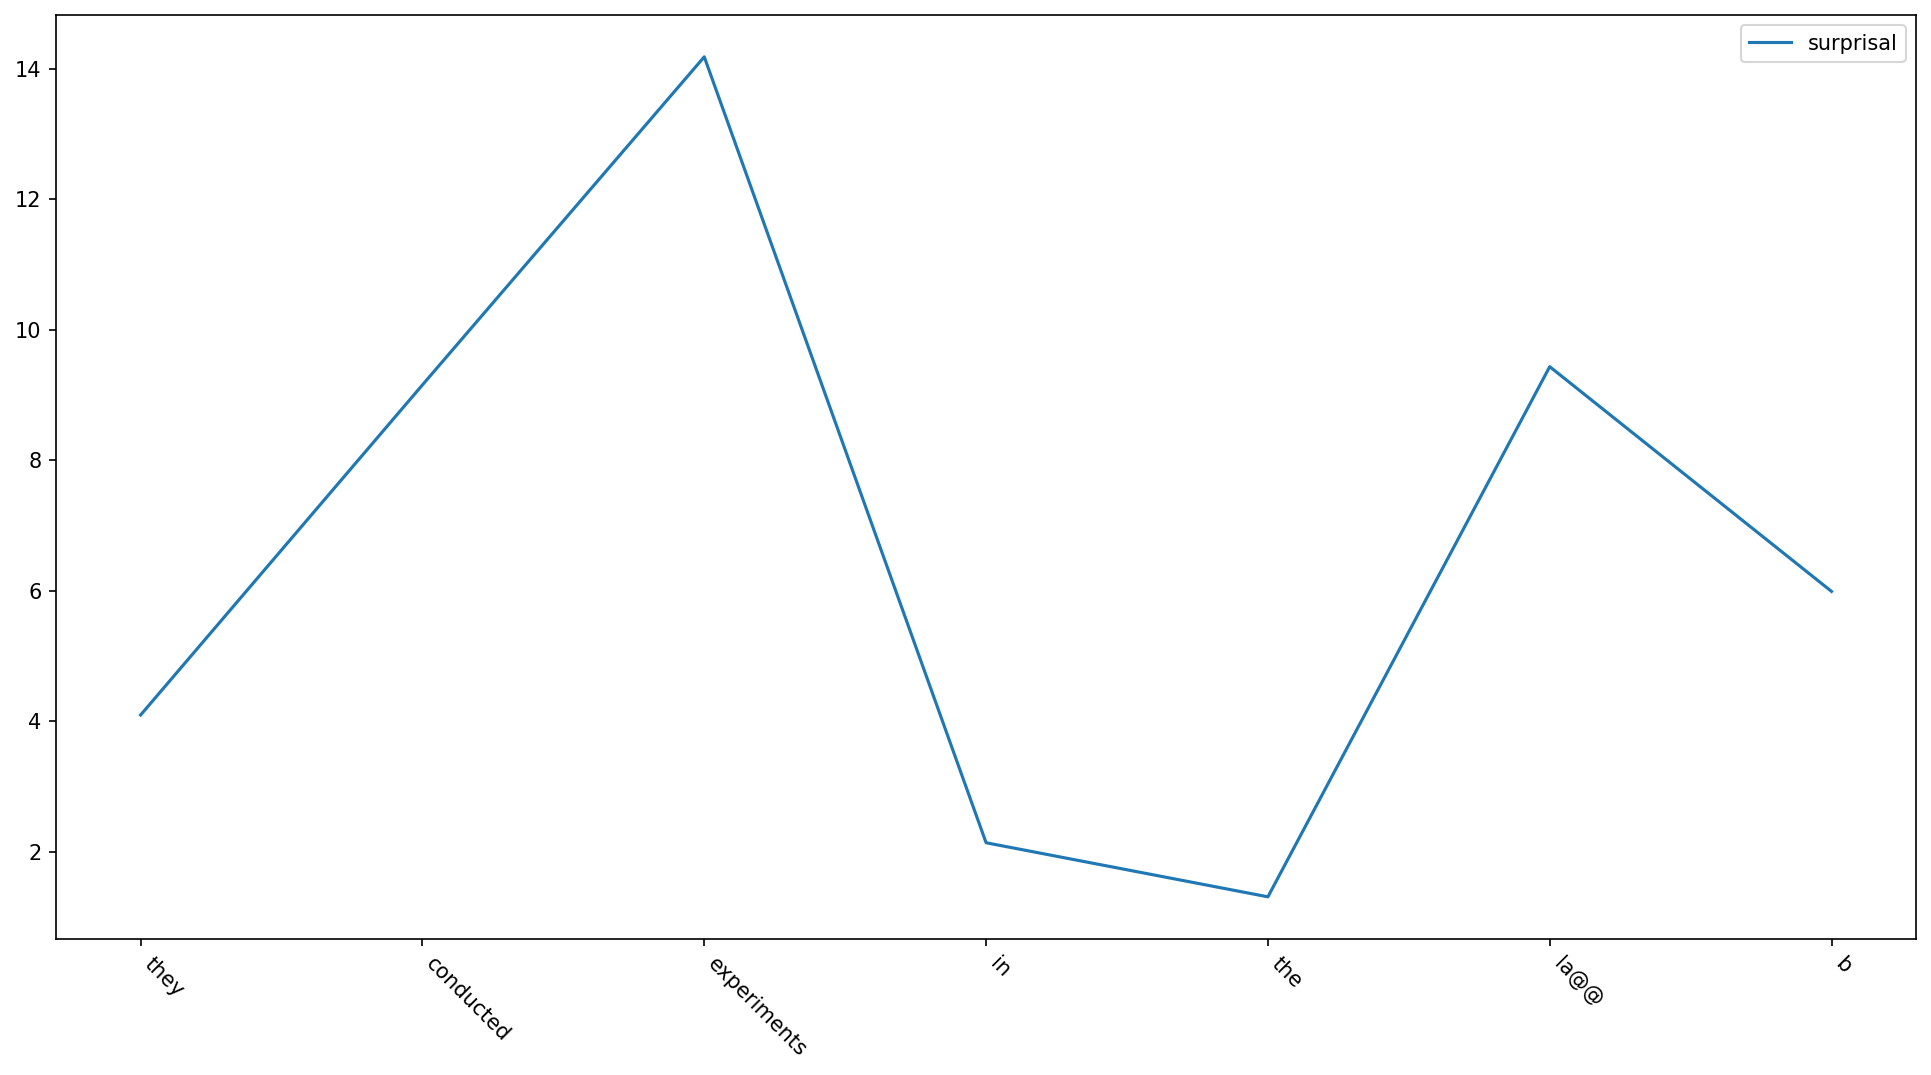 surprisal
14
12
10
8
6
4
2
they
conducted
experiments
in
the
la@@
b